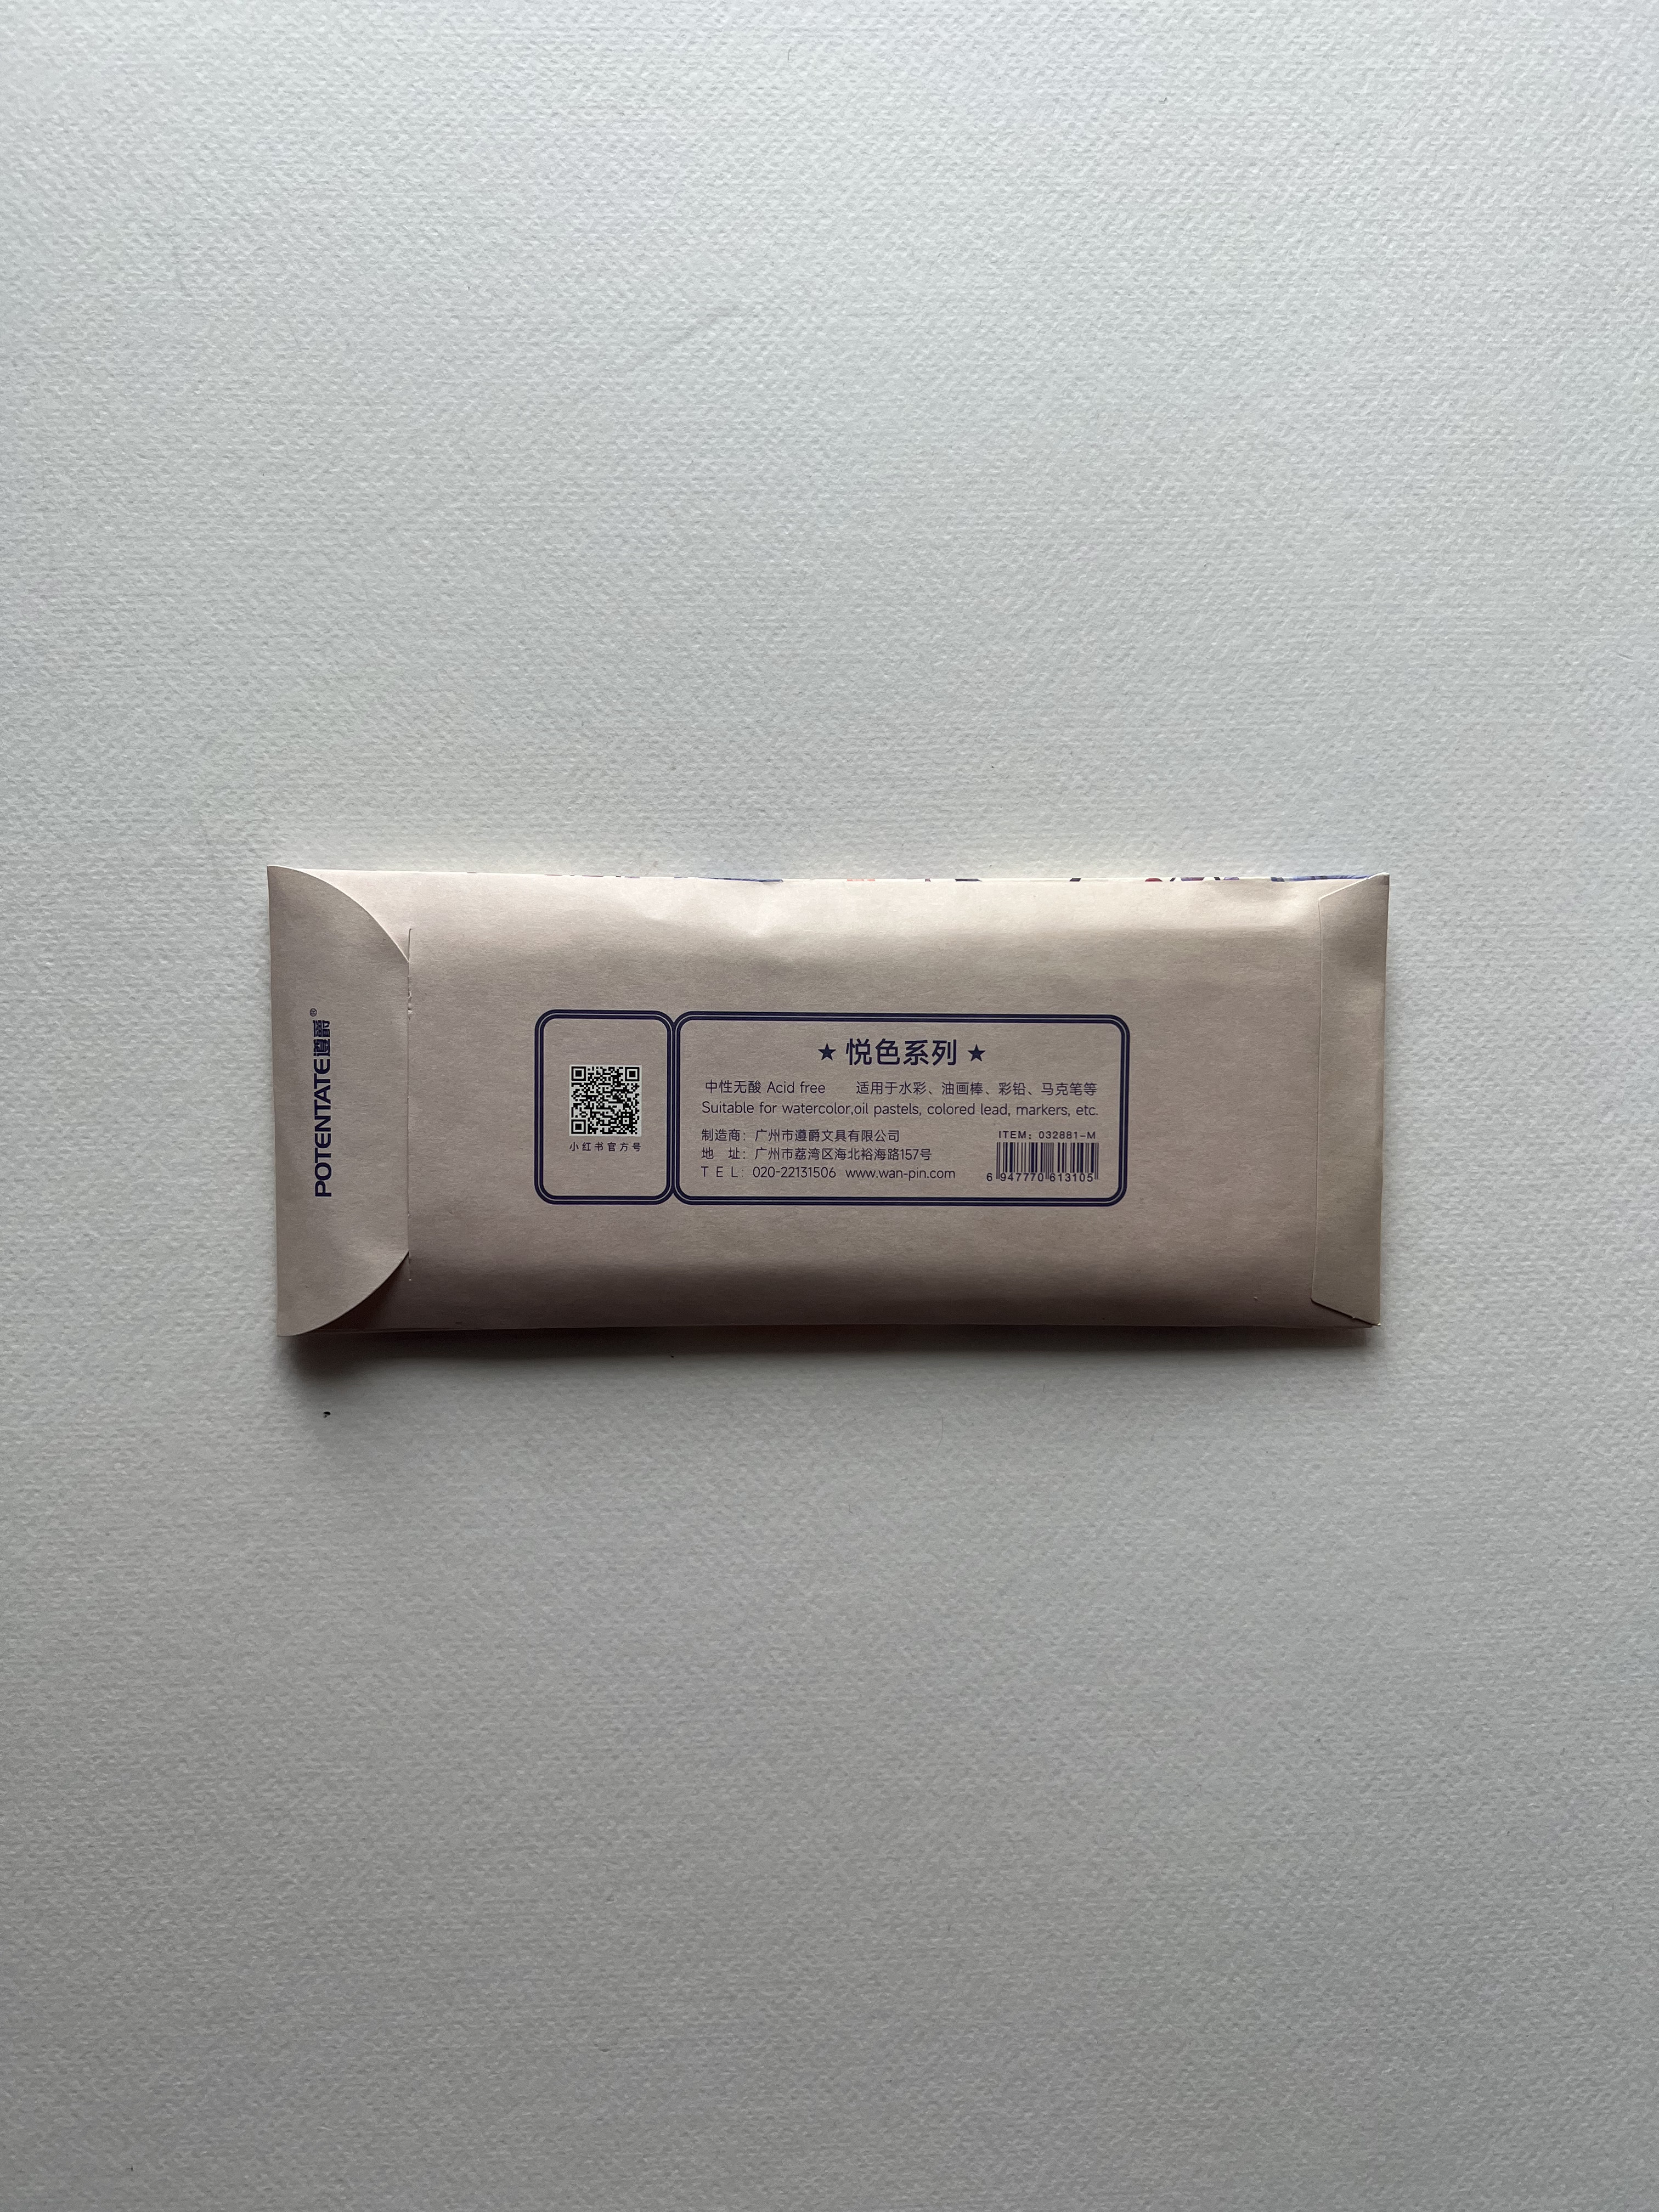 POTENTATE遵爵®
小红书官方号
★ 悦色系列 ★
中性无酸 Acid free 适用于水彩、油画棒、彩铅、马克笔等
Suitable for watercolor,oil pastels, colored lead, markers, etc.
制造商：广州市遵爵文具有限公司
地 址：广州市荔湾区海北裕海路157号
T E L：020-22131506 www.wan-pin.com
ITEM：032881-M
6 947770 613105